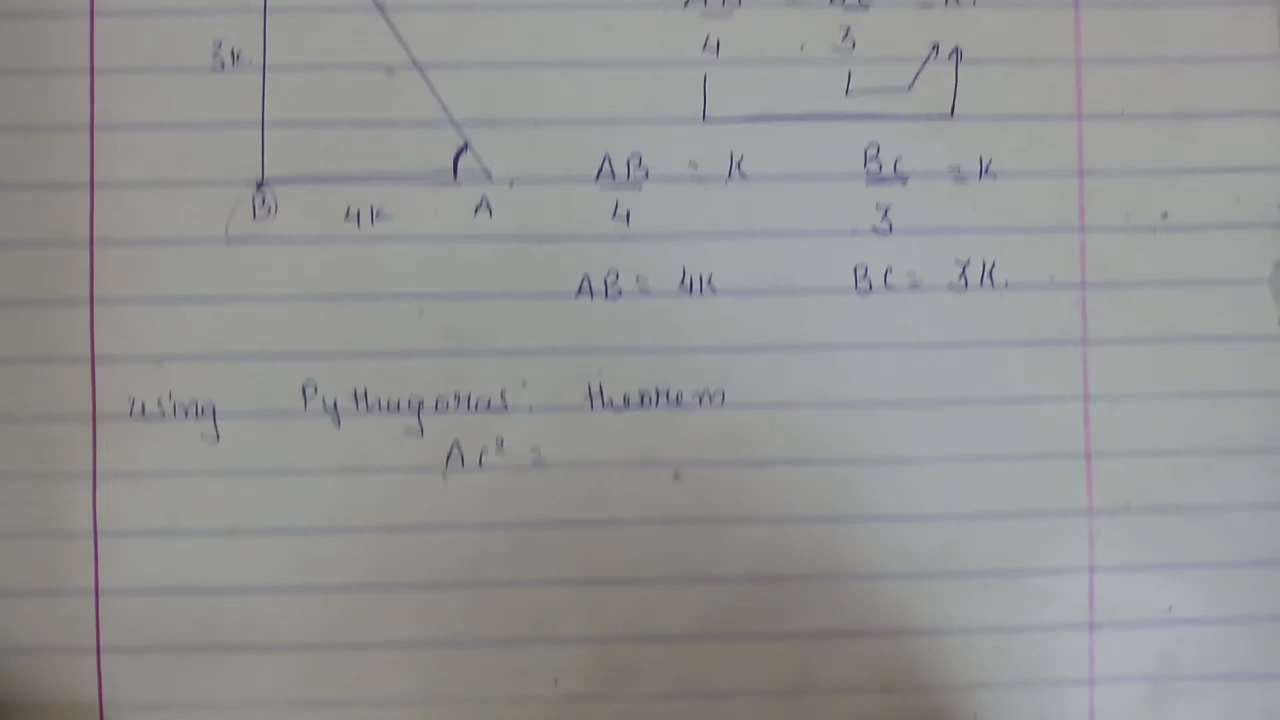 3K
4 3
B 4K A
AB = K BC = K
4 3
AB = 4K BC = 3K.
using Pythagoras' theorem
AC² =